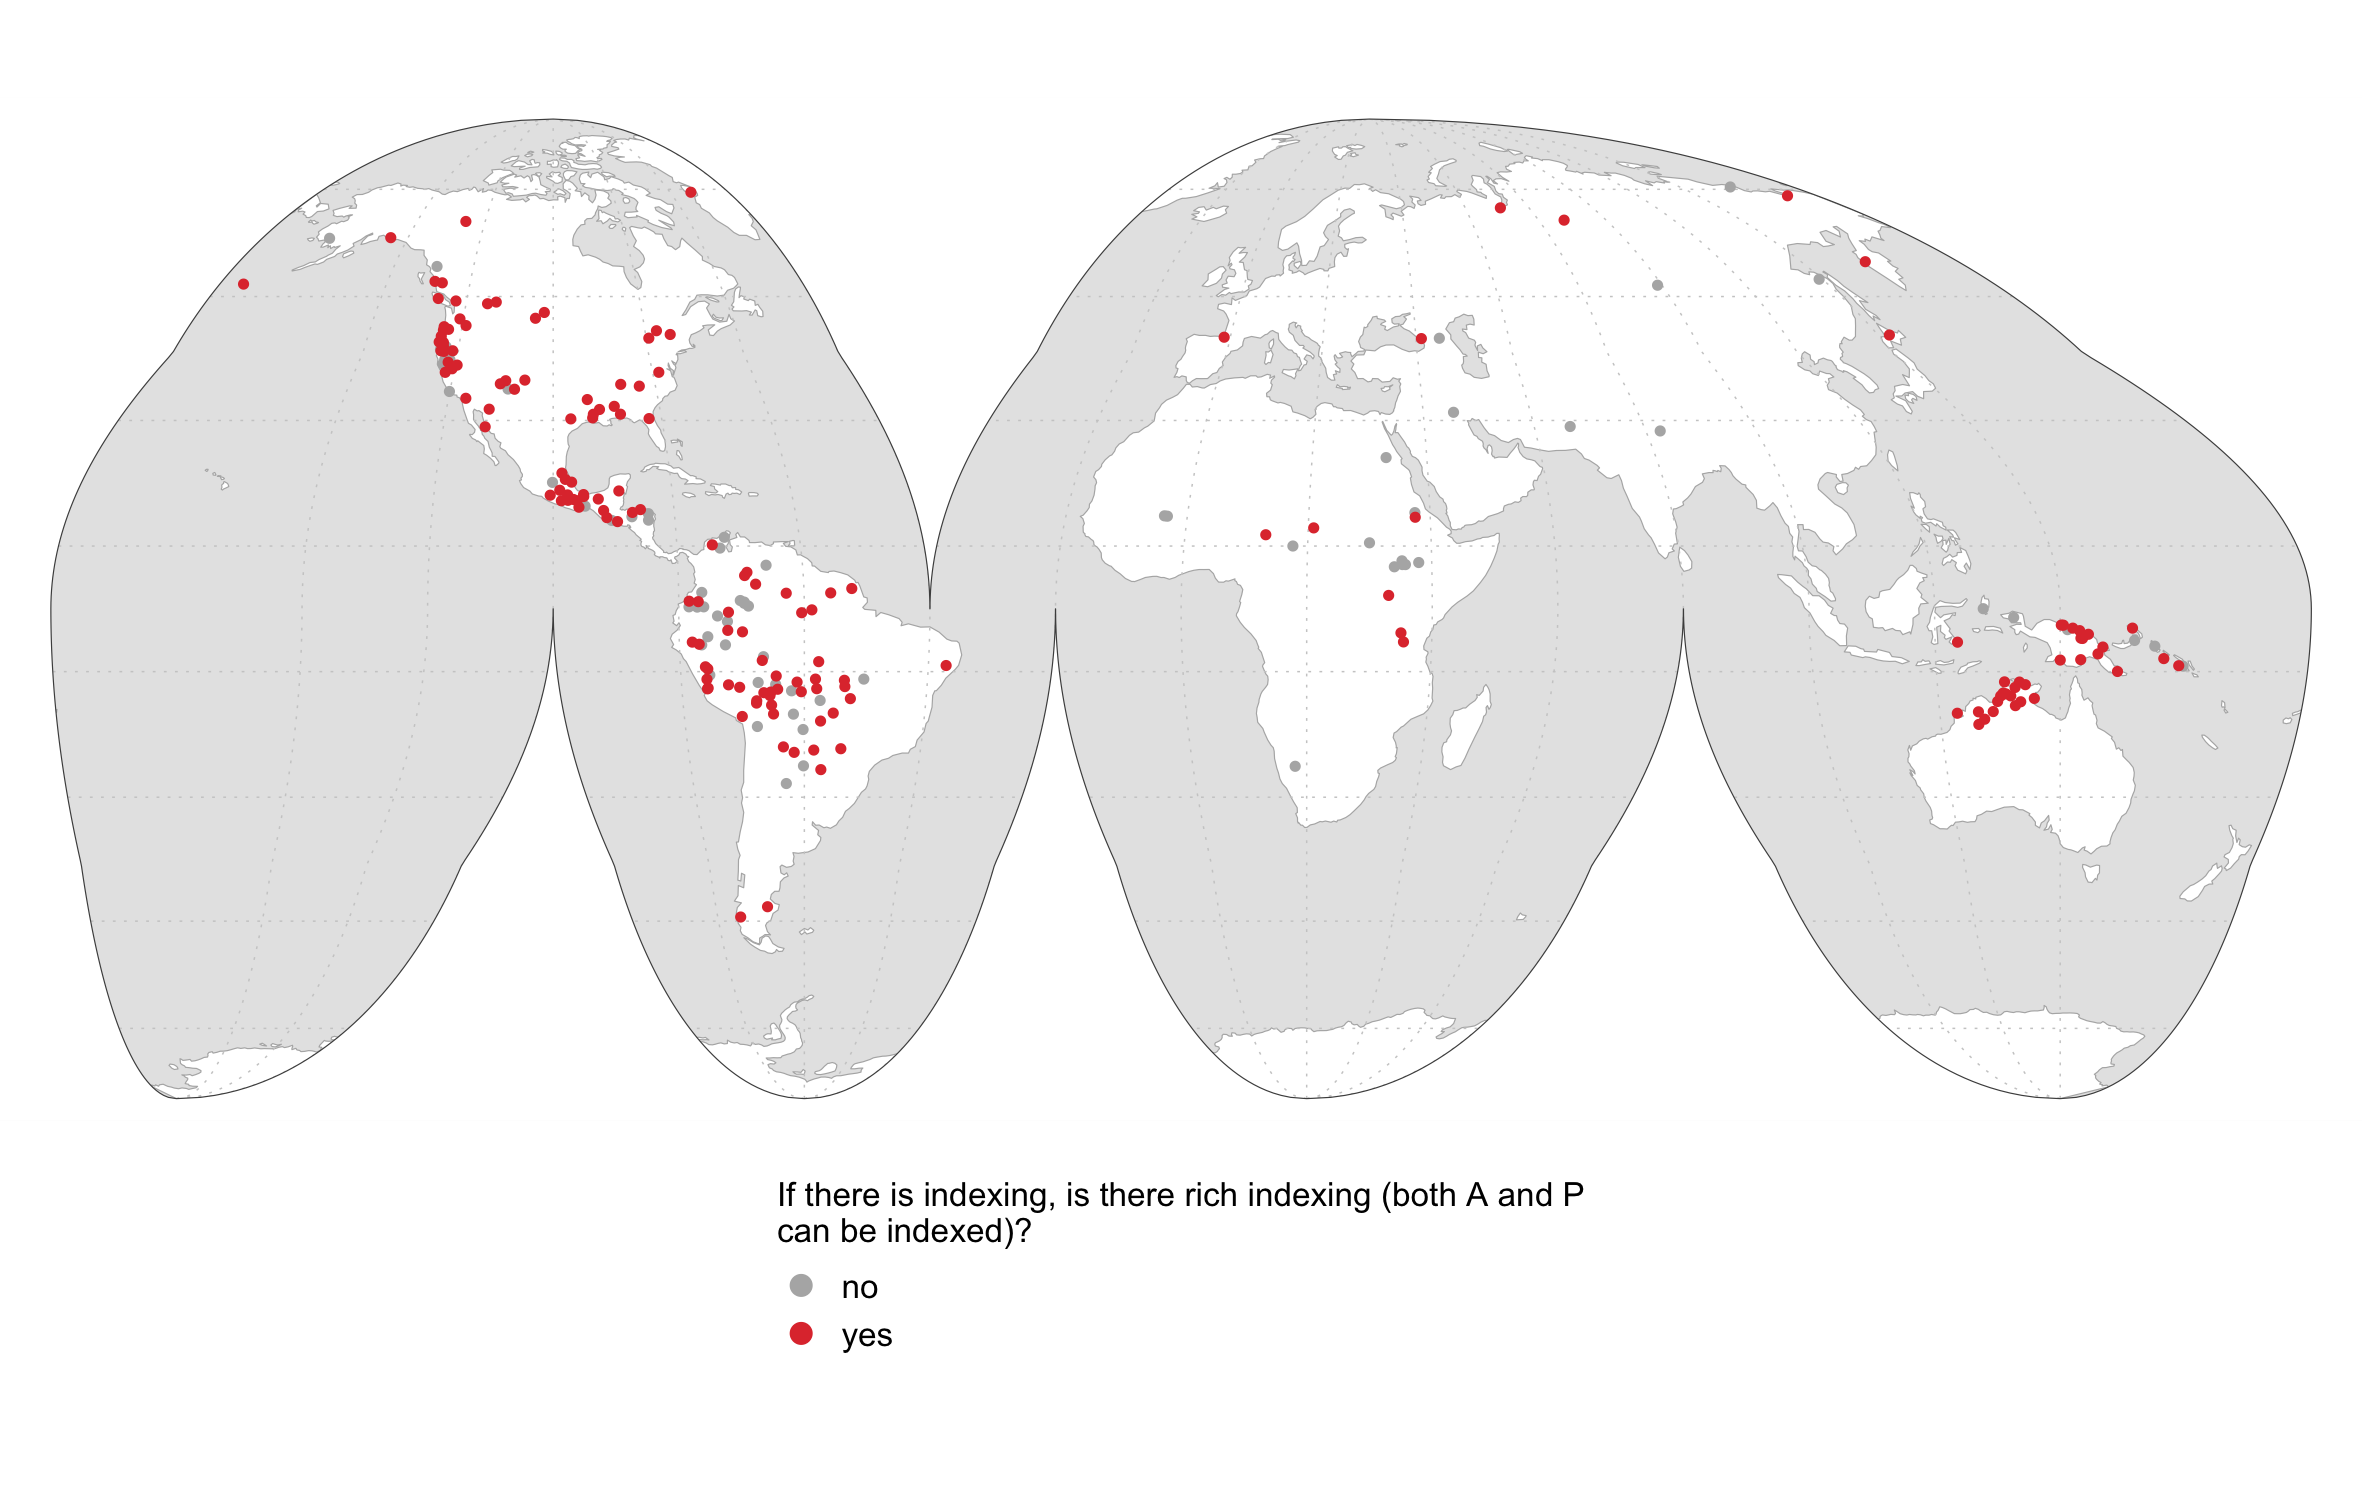 If there is indexing, is there rich indexing (both A and P
can be indexed)?
no
yes